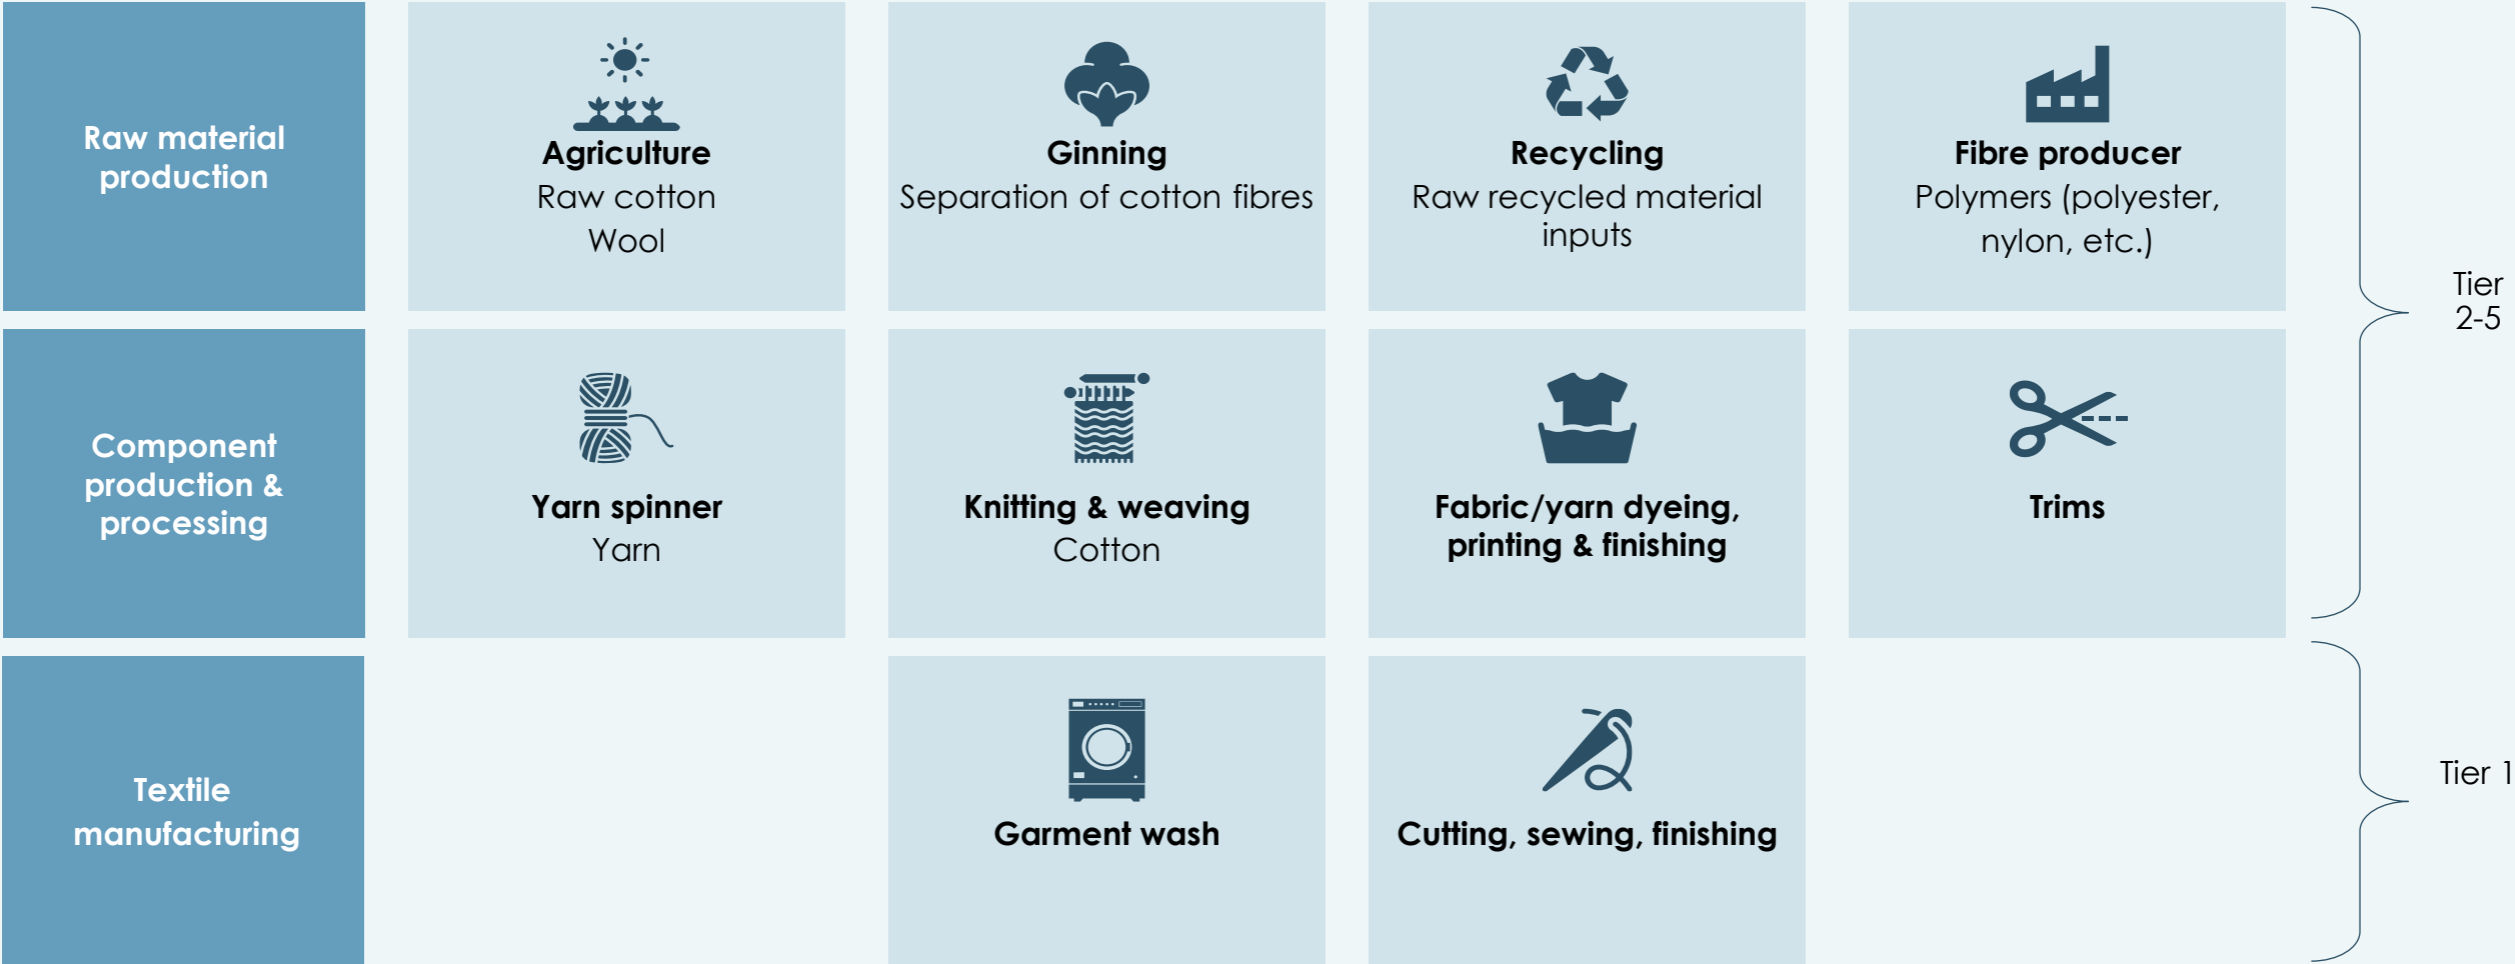 Raw material
production
Agriculture
Raw cotton
Wool
Ginning
Separation of cotton fibres
Recycling
Raw recycled material
inputs
Fibre producer
Polymers (polyester,
nylon, etc.)
Tier
2-5
Component
production &
processing
Yarn spinner
Yarn
Knitting & weaving
Cotton
Fabric/yarn dyeing,
printing & finishing
Trims
Textile
manufacturing
Garment wash
Cutting, sewing, finishing
Tier 1